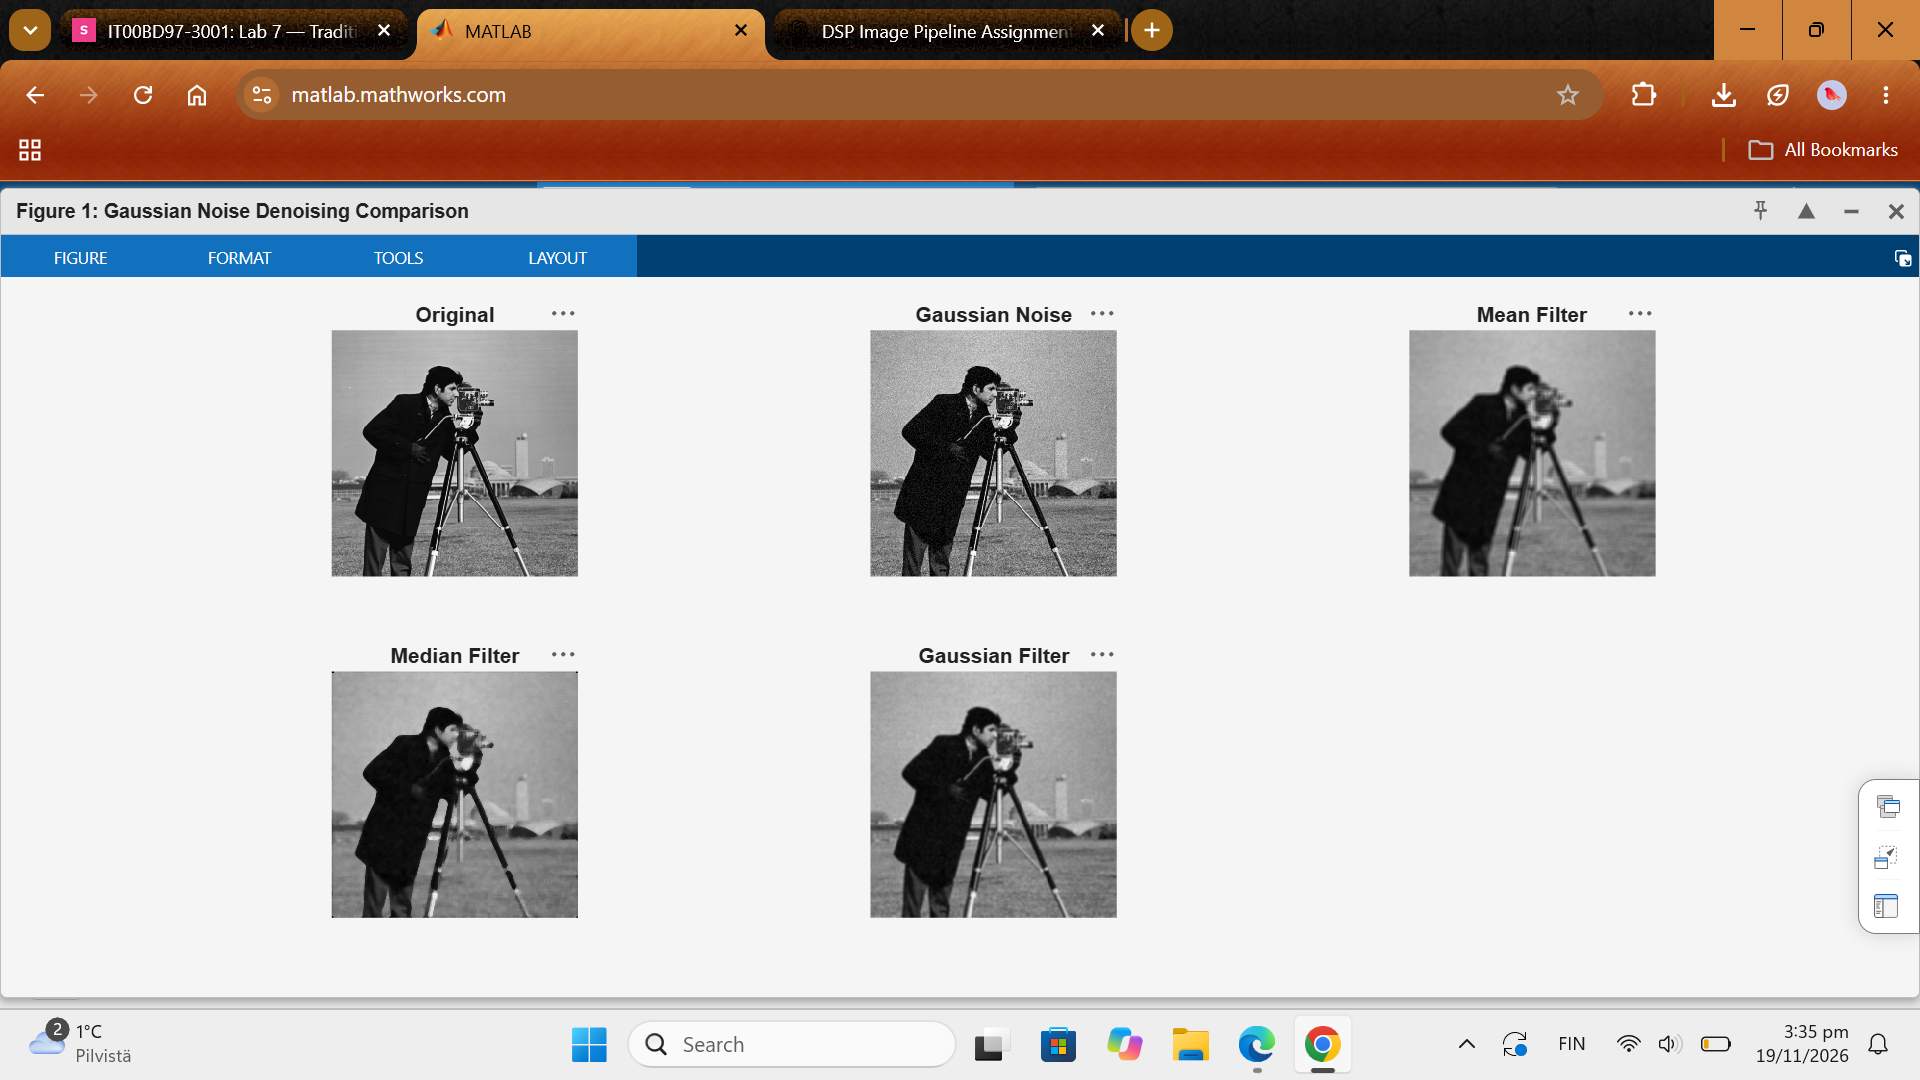 S IT00BD97-3001: Lab 7 — Traditi
MATLAB
DSP Image Pipeline Assignment
matlab.mathworks.com
All Bookmarks
Figure 1: Gaussian Noise Denoising Comparison
FIGURE FORMAT TOOLS LAYOUT
Original
Gaussian Noise
Mean Filter
Median Filter
Gaussian Filter
2
1°C
Pilvistä
Search
FIN
3:35 pm
19/11/2026